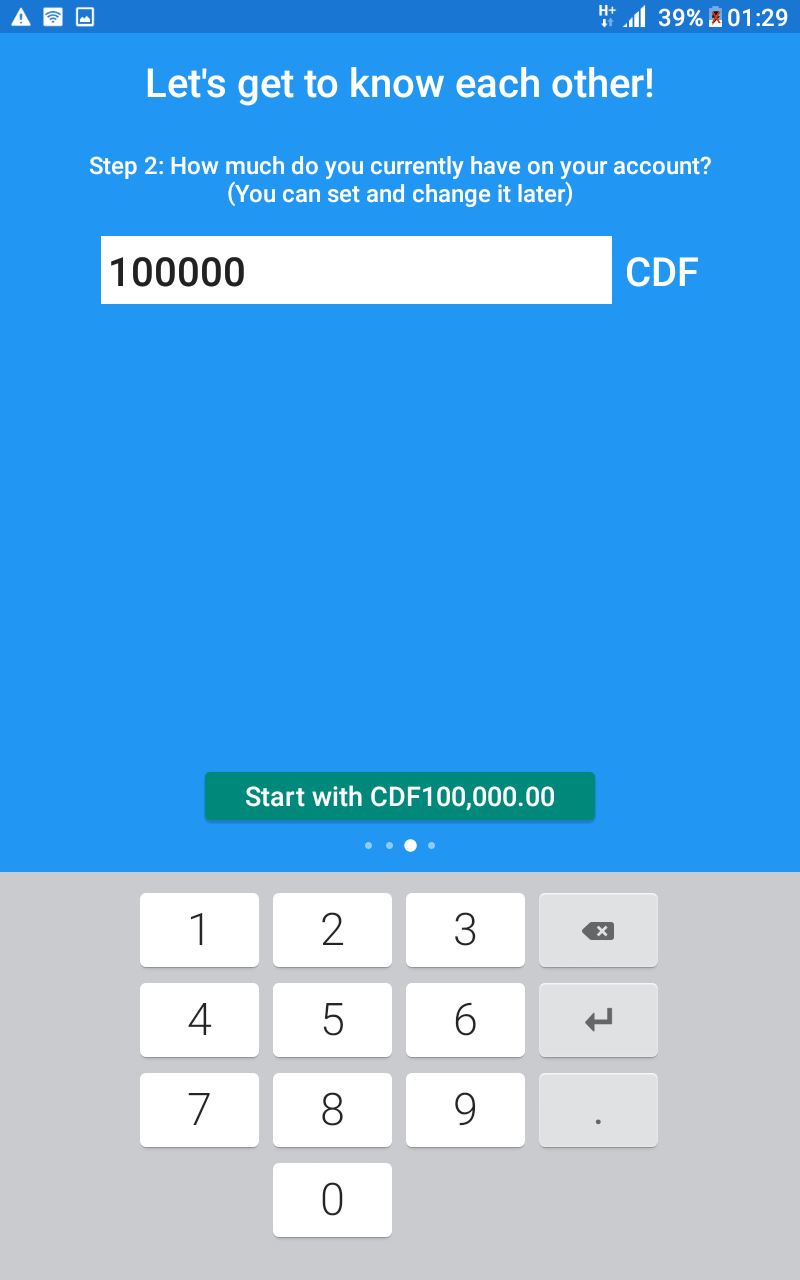 H+ 39% 01:29
Let's get to know each other!
Step 2: How much do you currently have on your account?
(You can set and change it later)
100000 CDF
Start with CDF100,000.00
1 2 3
4 5 6
7 8 9 .
0